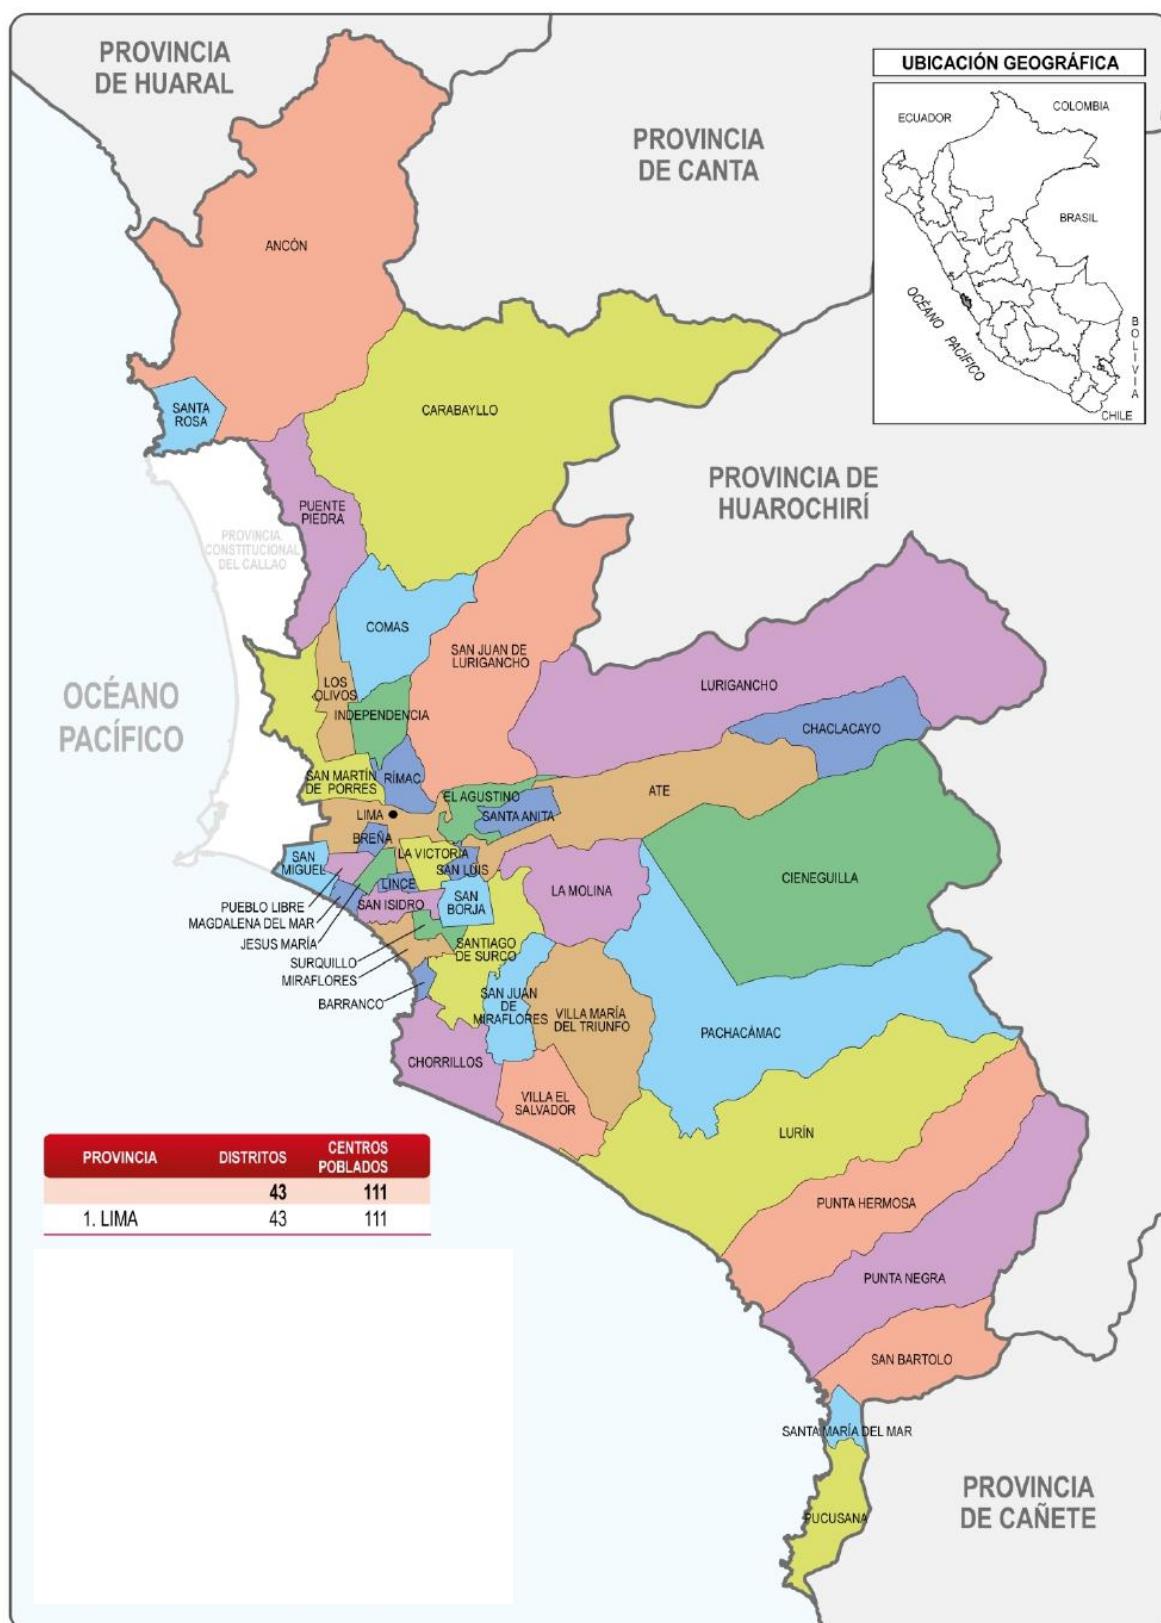 PROVINCIA
DE HUARAL
UBICACIÓN GEOGRÁFICA
ECUADOR
COLOMBIA
BRASIL
OCÉANO PACÍFICO
BOLIVIA
CHILE
PROVINCIA
DE CANTA
ANCÓN
SANTA
ROSA
CARABAYLLO
PROVINCIA DE
HUAROCHIRÍ
PUENTE
PIEDRA
PROVINCIA
CONSTITUCIONAL
DEL CALLAO
COMAS
SAN JUAN DE
LURIGANCHO
LOS
OLIVOS
LURIGANCHO
OCÉANO
PACÍFICO
INDEPENDENCIA
CHACLACAYO
SAN MARTÍN
DE PORRES
RÍMAC
ATE
EL AGUSTINO
LIMA
SANTA ANITA
BREÑA
LA VICTORIA
SAN
MIGUEL
SAN LUIS
CIENEGUILLA
LINCE
LA MOLINA
SAN
BORJA
SAN ISIDRO
PUEBLO LIBRE
MAGDALENA DEL MAR
JESUS MARÍA
SANTIAGO
DE SURCO
SURQUILLO
MIRAFLORES
BARRANCO
SAN JUAN
DE
MIRAFLORES
VILLA MARÍA
DEL TRIUNFO
PACHACÁMAC
CHORRILLOS
VILLA EL
SALVADOR
LURÍN
PROVINCIA DISTRITOS CENTROS
POBLADOS
43 111
1. LIMA 43 111
PUNTA HERMOSA
PUNTA NEGRA
SAN BARTOLO
SANTA MARÍA DEL MAR
PROVINCIA
DE CAÑETE
PUCUSANA